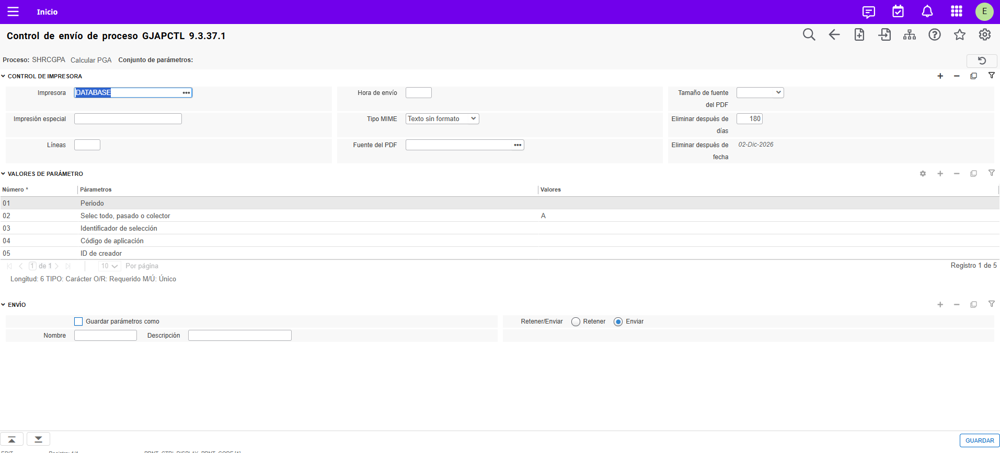 Inicio
E
Control de envío de proceso GJAPCTL 9.3.37.1
Proceso: SHRCGPA Calcular PGA Conjunto de parámetros:
CONTROL DE IMPRESORA
Impresora DATABASE
Hora de envío
Tamaño de fuente del PDF
Impresión especial
Tipo MIME Texto sin formato
Eliminar después de días 180
Líneas
Fuente del PDF
Eliminar después de fecha 02-Dic-2026
VALORES DE PARÁMETRO
Número * Párametros Valores
01 Periodo
02 Selec todo, pasado o colector A
03 Identificador de selección
04 Código de aplicación
05 ID de creador
1 de 1 10 Por página Registro 1 de 5
Longitud: 6 TIPO: Carácter O/R: Requerido M/Ú: Único
ENVÍO
Guardar parámetros como
Retener/Enviar Retener Enviar
Nombre Descripción
GUARDAR